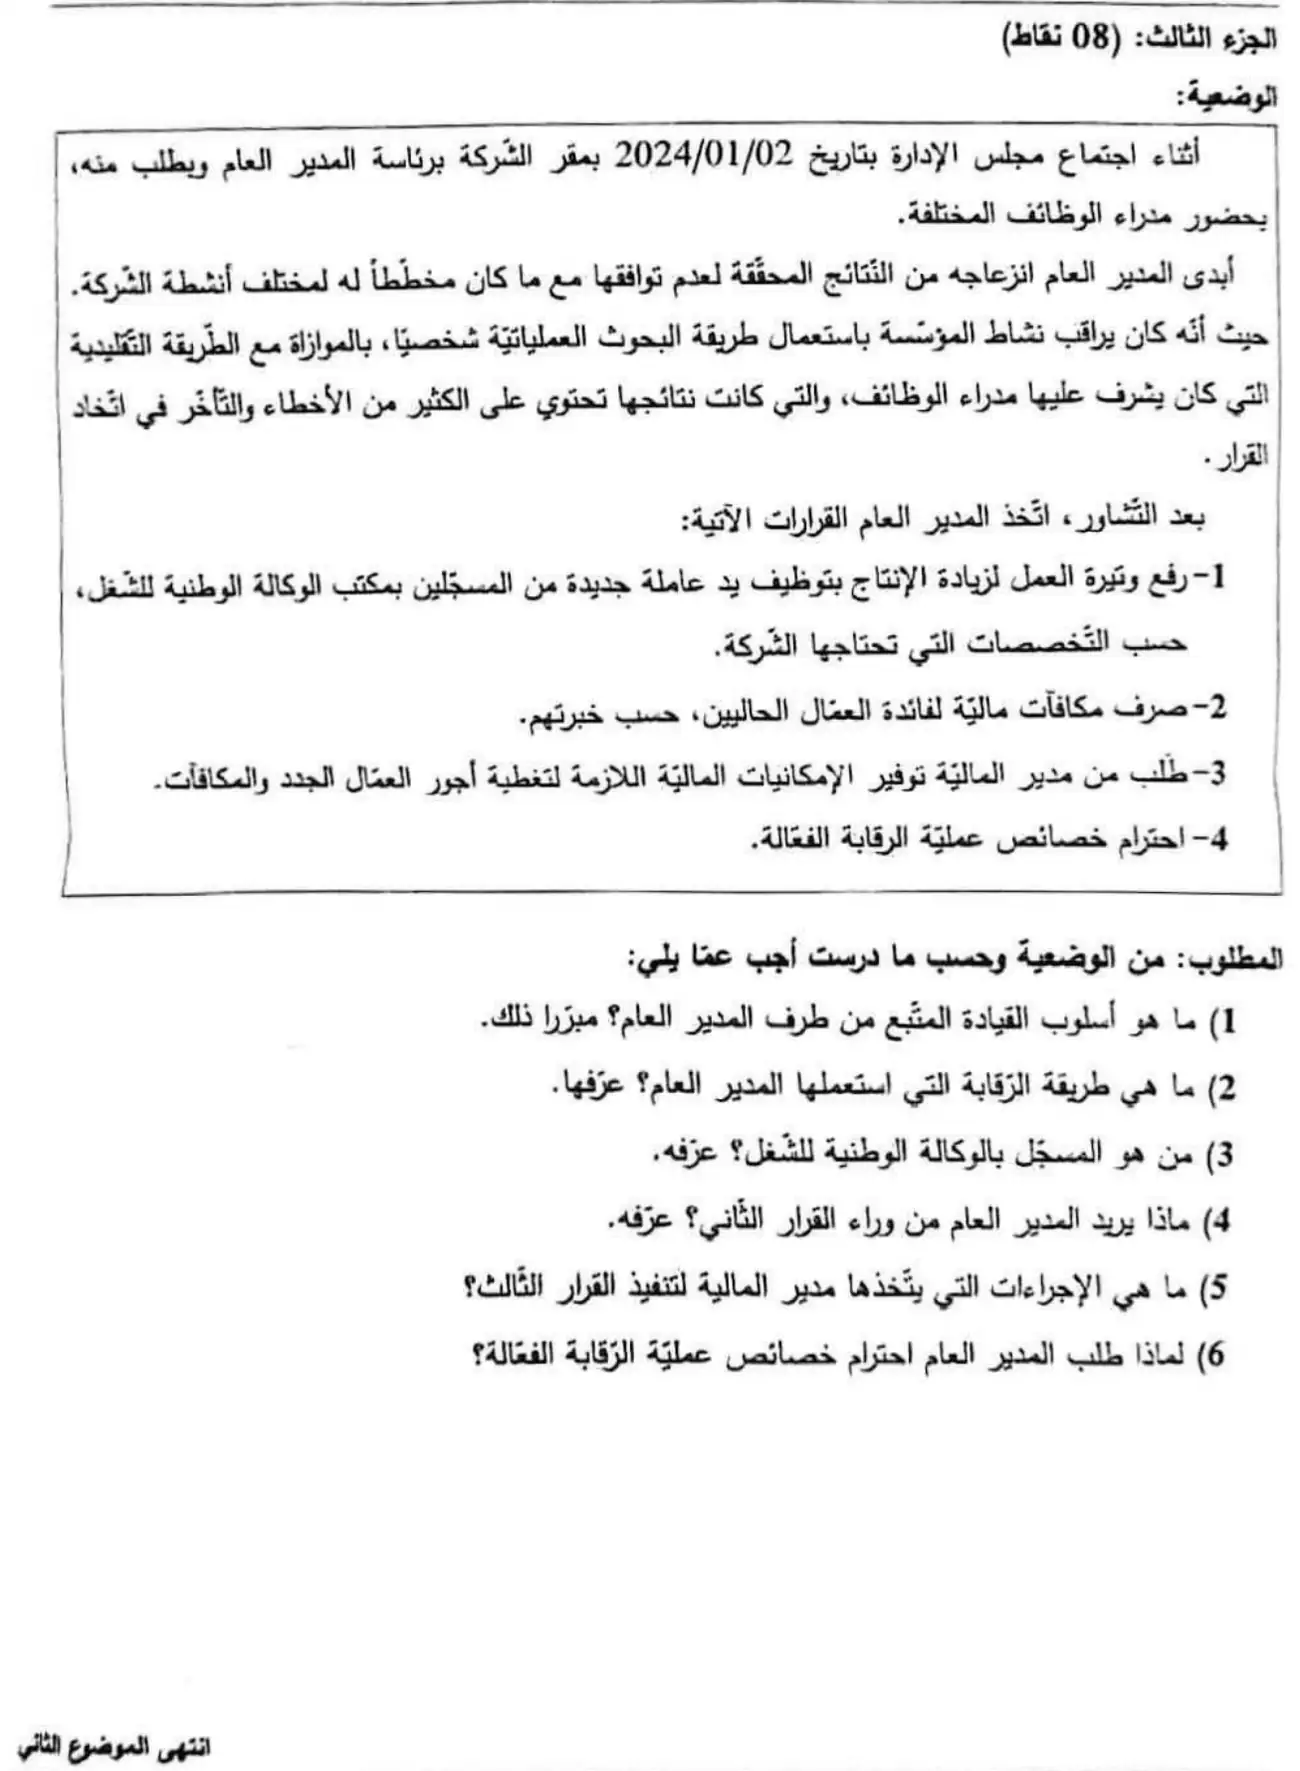 الجزء الثالث: (08 نقاط)
الوضعية:
أثناء اجتماع مجلس الإدارة بتاريخ 2024/01/02 بمقر الشّركة برئاسة المدير العام وبطلب منه،
بحضور مدراء الوظائف المختلفة.
أبدى المدير العام انزعاجه من النّتائج المحقّقة لعدم توافقها مع ما كان مخطّطاً له لمختلف أنشطة الشّركة.
حيث أنّه كان يراقب نشاط المؤسّسة باستعمال طريقة البحوث العملياتيّة شخصيّا، بالموازاة مع الطّريقة التّقليدية
التي كان يشرف عليها مدراء الوظائف، والتي كانت نتائجها تحتوي على الكثير من الأخطاء والتّأخّر في اتّخاد
القرار.
بعد التّشاور، اتّخذ المدير العام القرارات الآتية:
1- رفع وتيرة العمل لزيادة الإنتاج بتوظيف يد عاملة جديدة من المسجّلين بمكتب الوكالة الوطنية للشّغل،
حسب التّخصصات التي تحتاجها الشّركة.
2- صرف مكافآت ماليّة لفائدة العمّال الحاليين، حسب خبرتهم.
3- طلب من مدير الماليّة توفير الإمكانيات الماليّة اللازمة لتغطية أجور العمّال الجدد والمكافآت.
4- احترام خصائص عمليّة الرقابة الفعّالة.
المطلوب: من الوضعية وحسب ما درست أجب عمّا يلي:
1) ما هو أسلوب القيادة المتّبع من طرف المدير العام؟ مبرّرا ذلك.
2) ما هي طريقة الرّقابة التي استعملها المدير العام؟ عرّفها.
3) من هو المسجّل بالوكالة الوطنية للشّغل؟ عرّفه.
4) ماذا يريد المدير العام من وراء القرار الثّاني؟ عرّفه.
5) ما هي الإجراءات التي يتّخذها مدير المالية لتنفيذ القرار الثّالث؟
6) لماذا طلب المدير العام احترام خصائص عمليّة الرّقابة الفعّالة؟
انتهى الموضوع الثاني